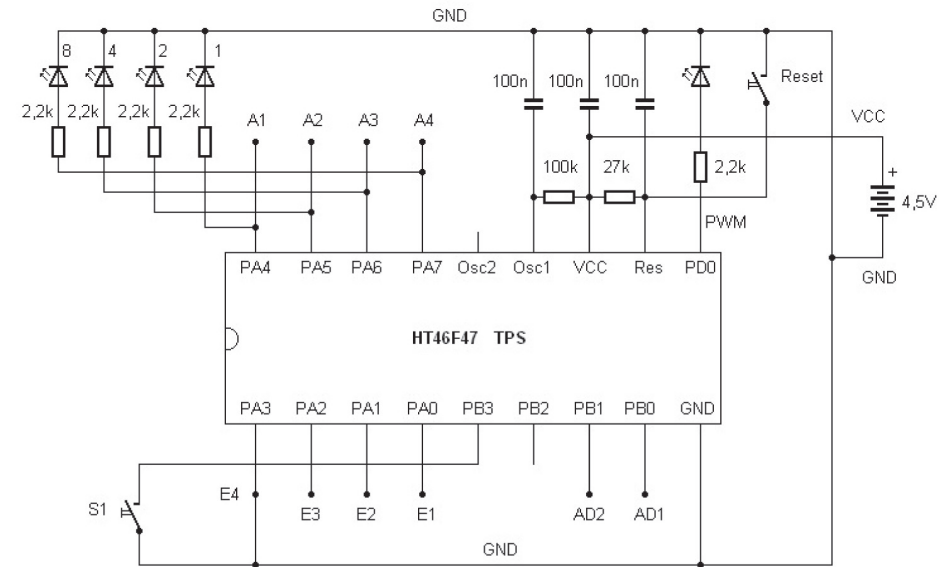 GND
8 4 2 1
100n 100n 100n
Reset
2,2k 2,2k 2,2k 2,2k
A1 A2 A3 A4
VCC
100k 27k 2,2k
+
4,5V
PWM
PA4 PA5 PA6 PA7 Osc2 Osc1 VCC Res PD0
GND
HT46F47 TPS
PA3 PA2 PA1 PA0 PB3 PB2 PB1 PB0 GND
E4
S1
E3 E2 E1 AD2 AD1
GND